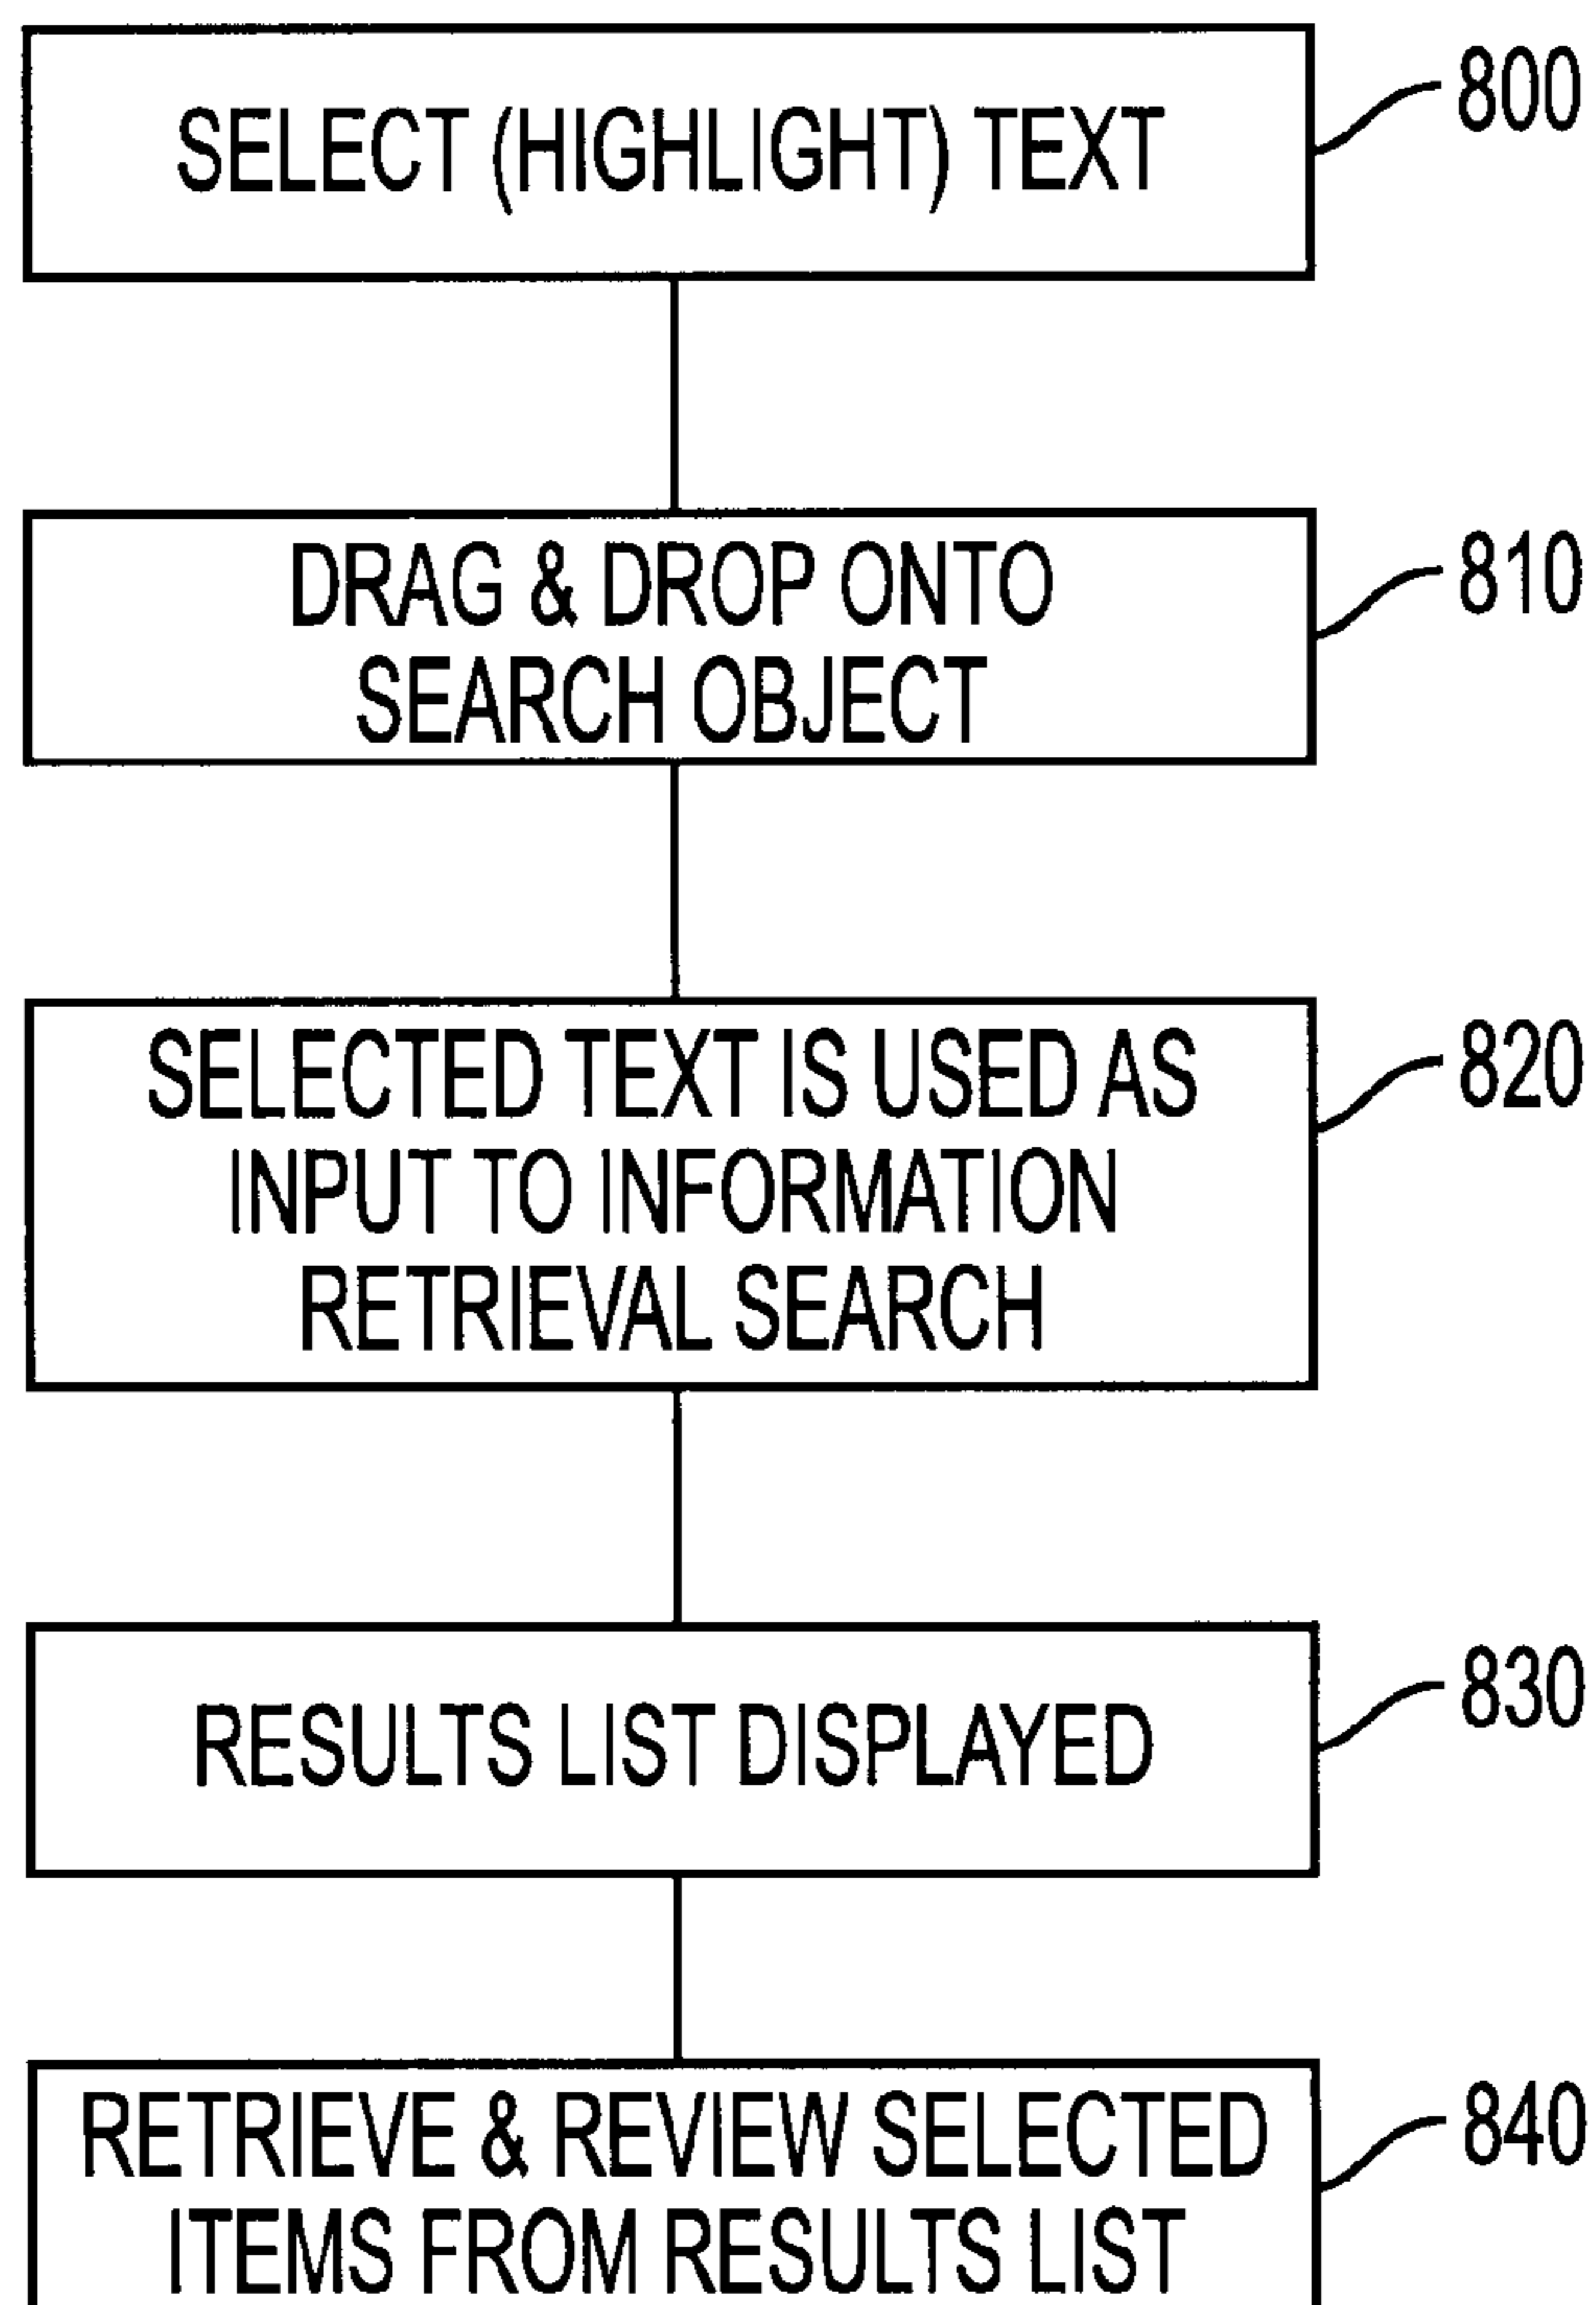 SELECT (HIGHLIGHT) TEXT
800
DRAG & DROP ONTO
SEARCH OBJECT
810
SELECTED TEXT IS USED AS
INPUT TO INFORMATION
RETRIEVAL SEARCH
820
RESULTS LIST DISPLAYED
830
RETRIEVE & REVIEW SELECTED
ITEMS FROM RESULTS LIST
840